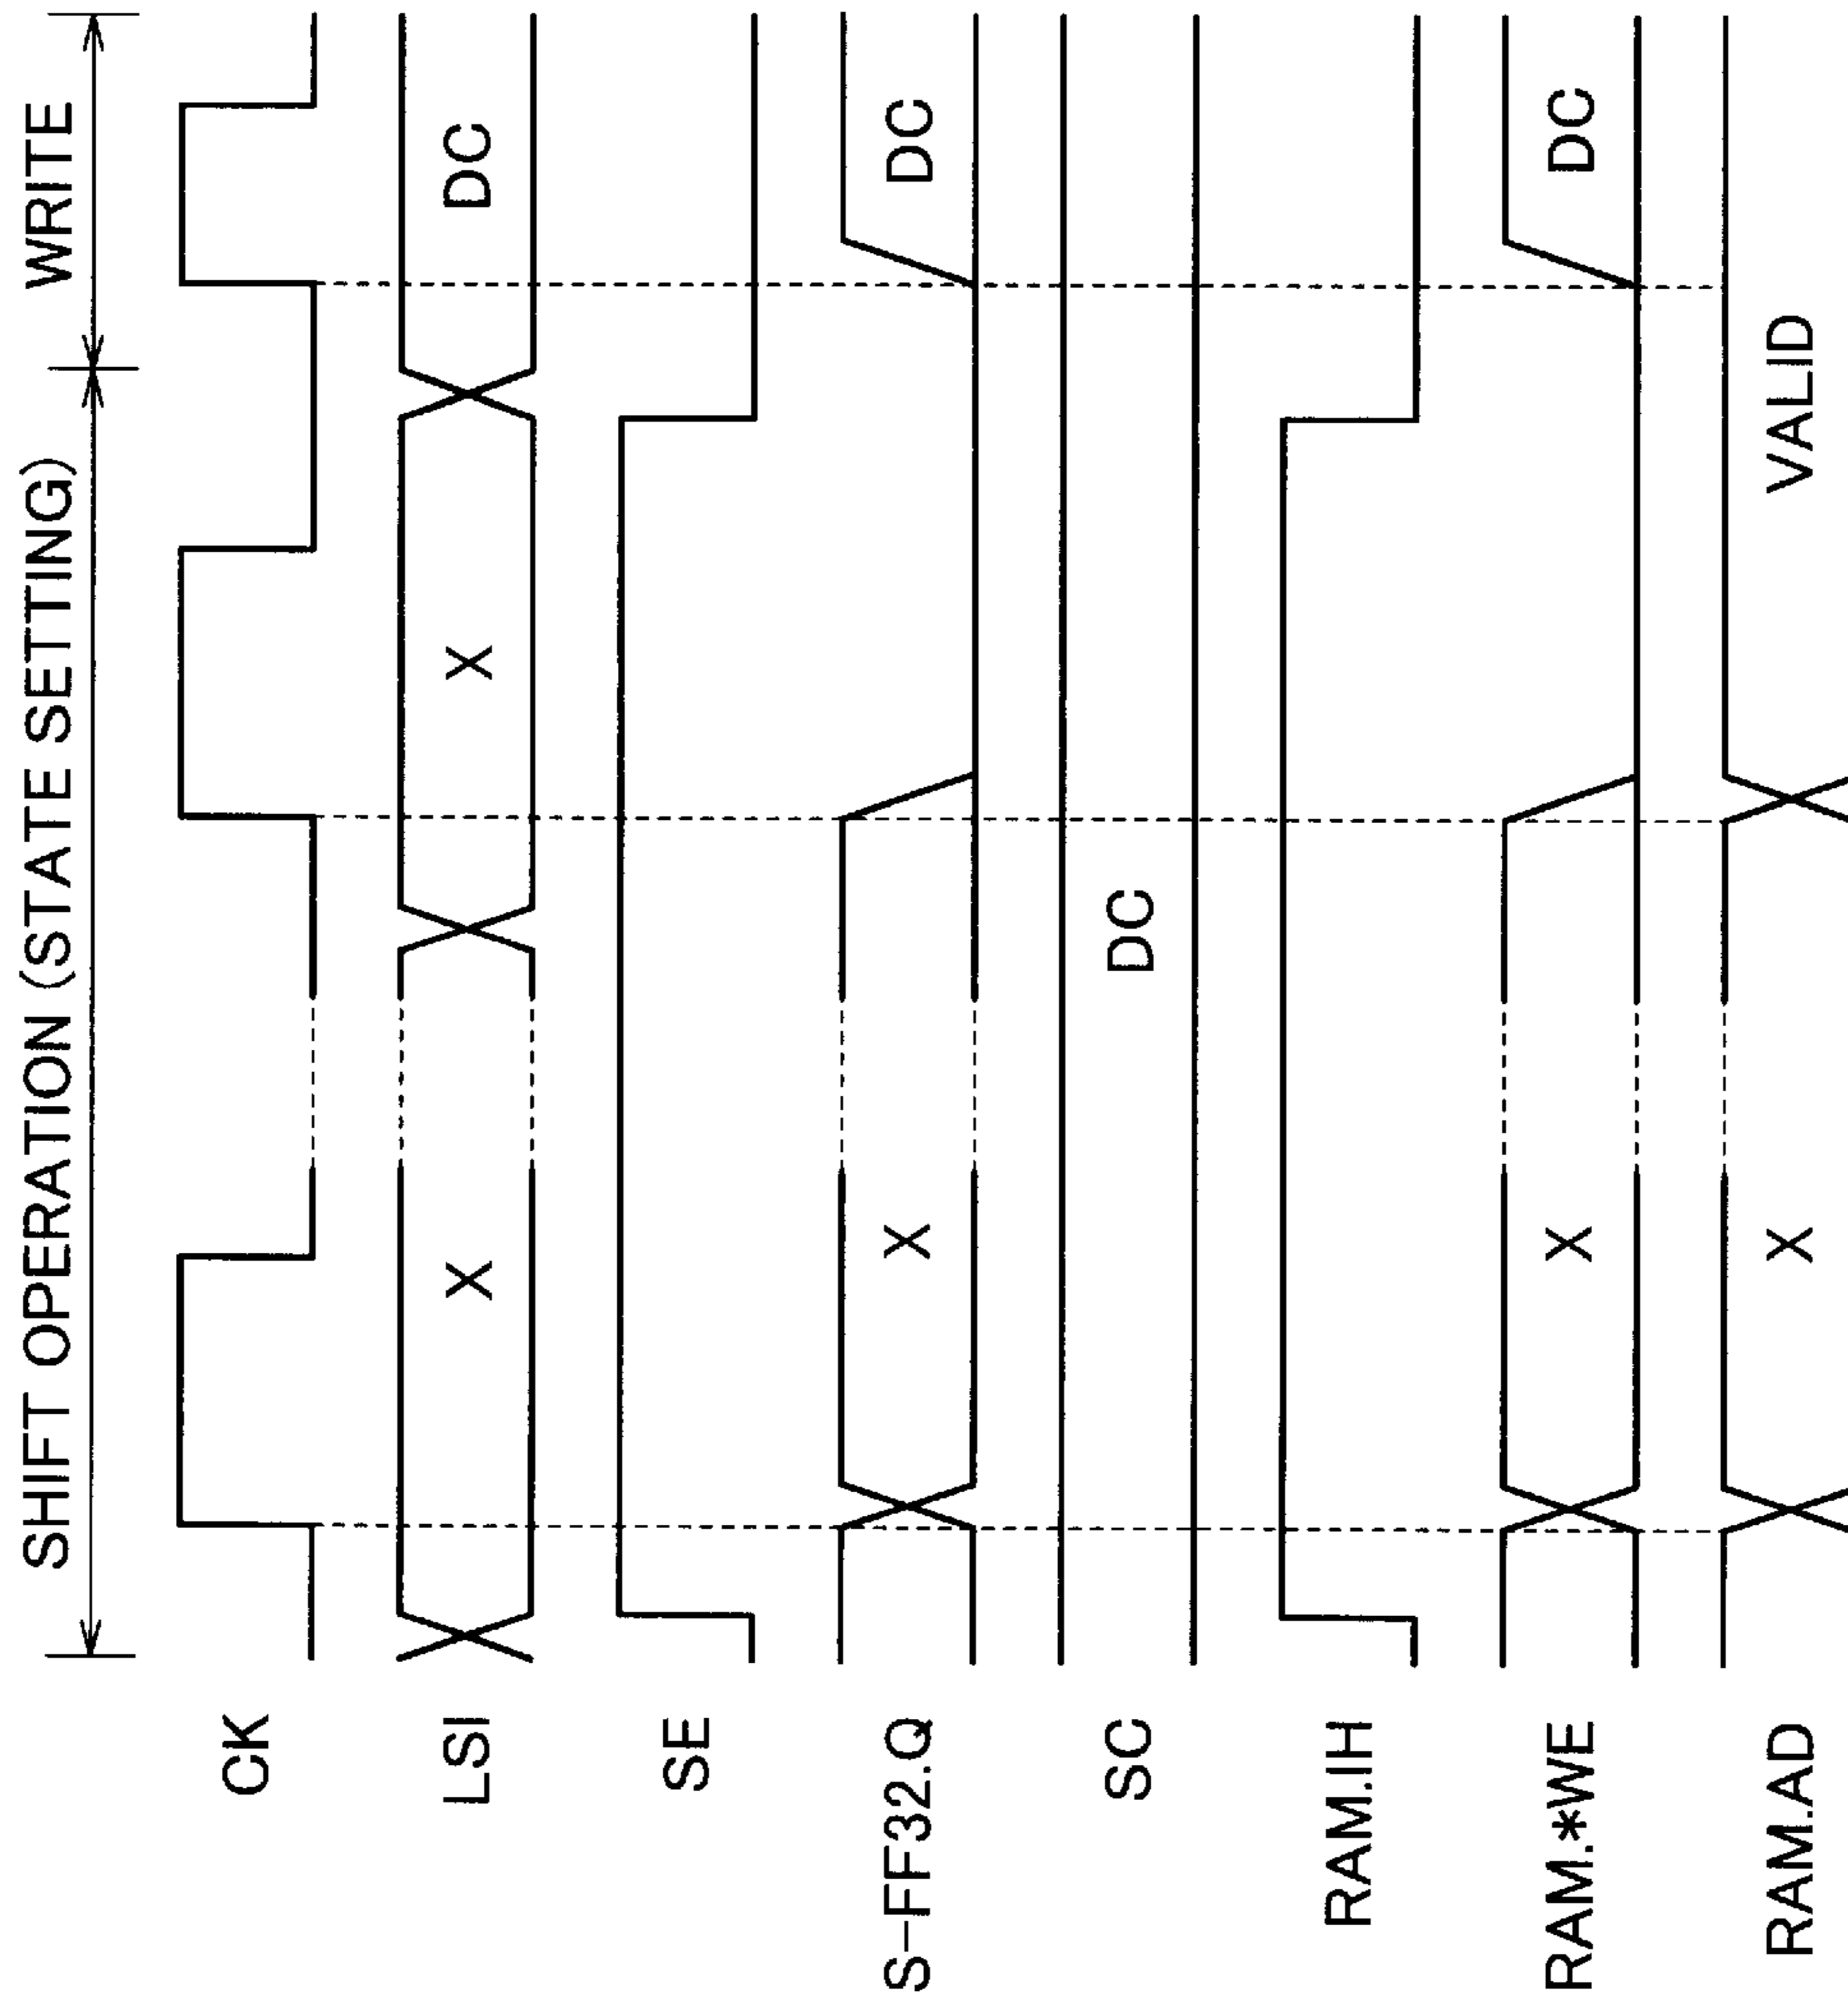 SHIFT OPERATION (STATE SETTING) WRITE
CK
LSI X X DC
SE
S-FF32.Q X DC
SC DC
RAM.IH
RAM.*WE X DC
RAM.AD X VALID